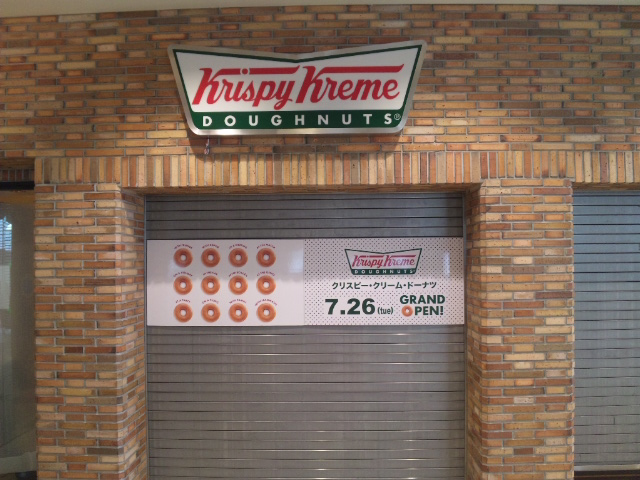 Krispy Kreme
DOUGHNUTS®
Krispy Kreme
DOUGHNUTS
クリスピー・クリーム・ドーナツ
7.26(tue)
GRAND
OPEN!